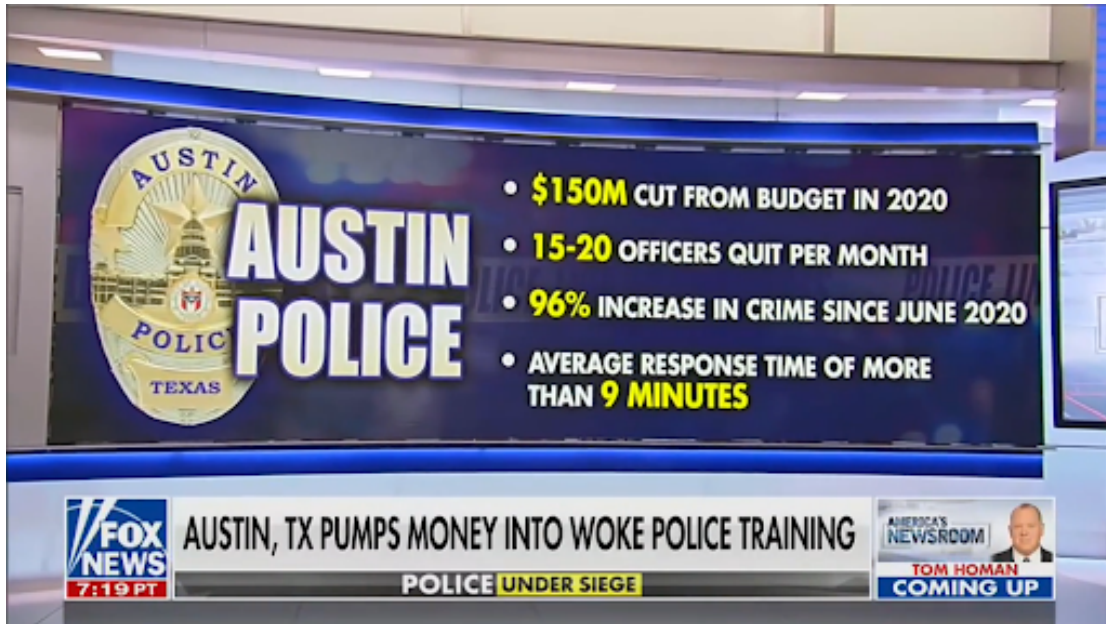 AUSTIN
POLIC
TEXAS
AUSTIN
POLICE
• $150M CUT FROM BUDGET IN 2020
• 15-20 OFFICERS QUIT PER MONTH
• 96% INCREASE IN CRIME SINCE JUNE 2020
• AVERAGE RESPONSE TIME OF MORE
THAN 9 MINUTES
FOX
NEWS
7:19 PT
AUSTIN, TX PUMPS MONEY INTO WOKE POLICE TRAINING
POLICE UNDER SIEGE
AMERICA'S
NEWSROOM
TOM HOMAN
COMING UP